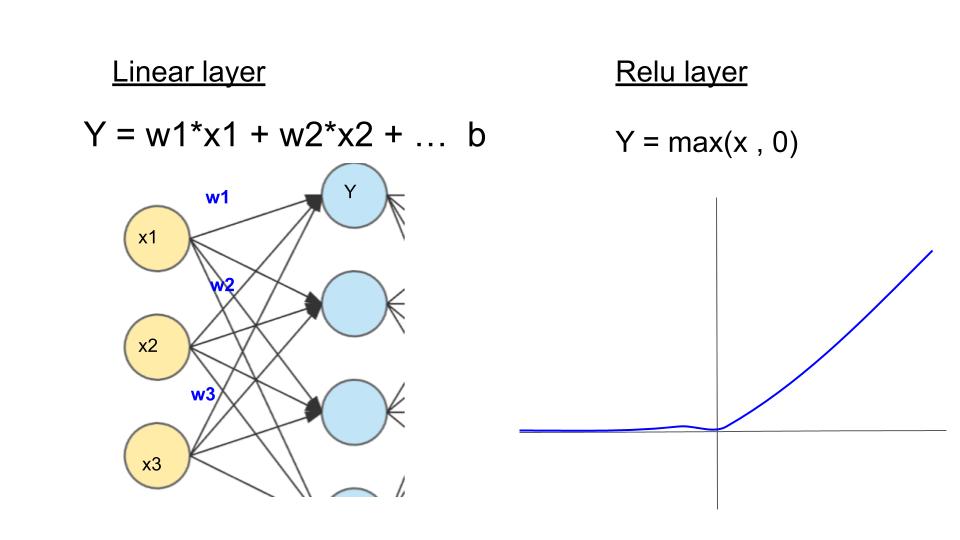 Linear layer
Y = w1*x1 + w2*x2 + … b
w1
Y
x1
w2
x2
w3
x3
Relu layer
Y = max(x , 0)